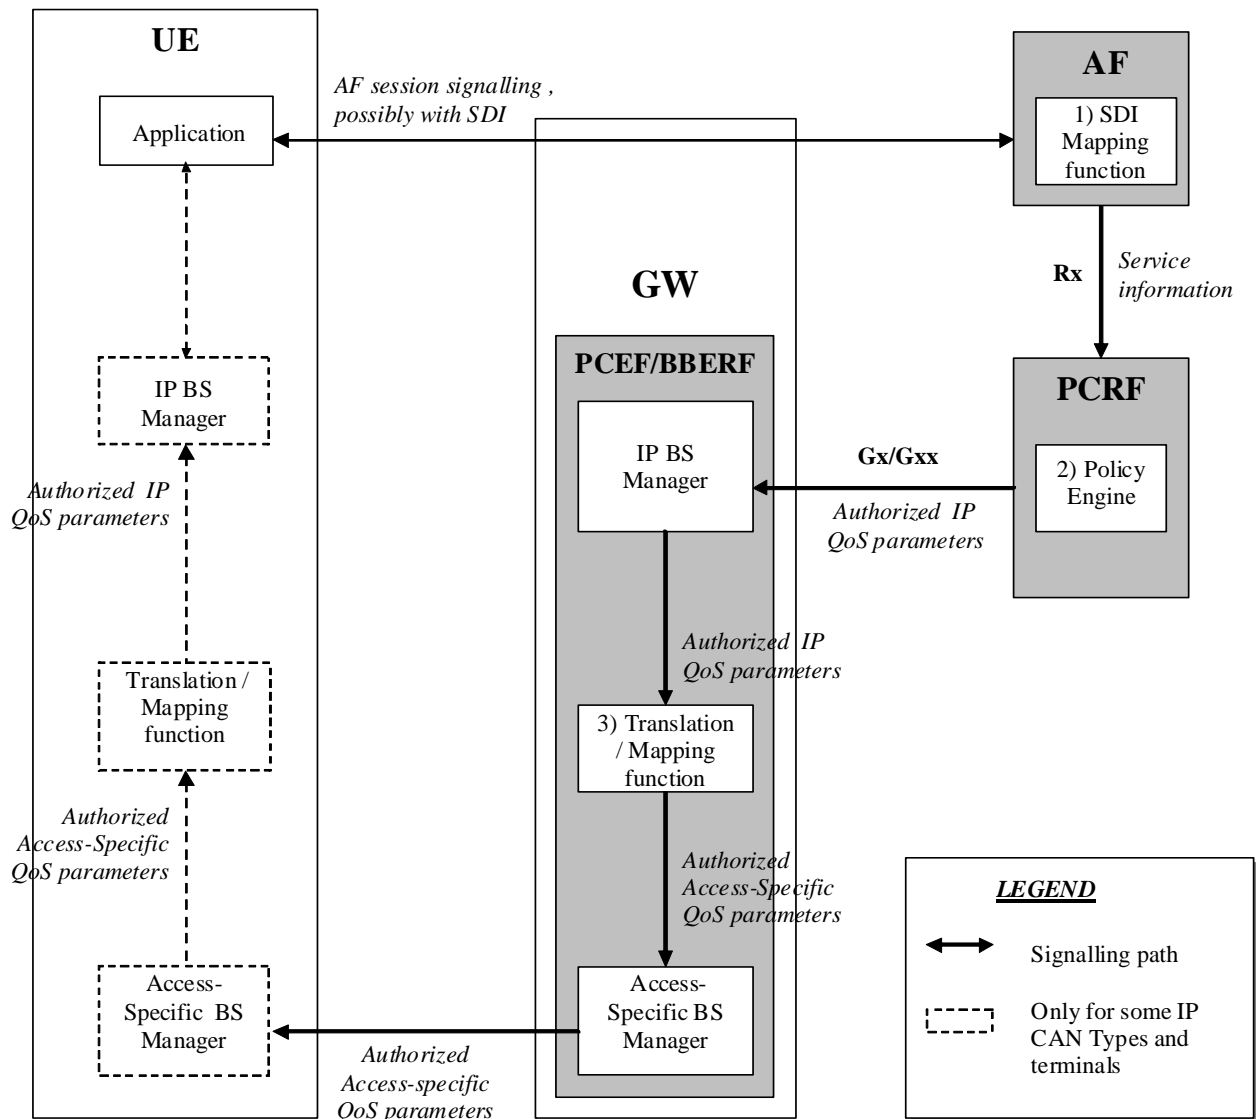 UE
Application
IP BS
Manager
Authorized IP
QoS parameters
Translation /
Mapping
function
Authorized
Access-Specific
QoS parameters
Access-
Specific BS
Manager
AF session signalling ,
possibly with SDI
GW
PCEF/BBERF
IP BS
Manager
Authorized IP
QoS parameters
3) Translation
/ Mapping
function
Authorized
Access-Specific
QoS parameters
Access-
Specific BS
Manager
Authorized
Access-specific
QoS parameters
AF
1) SDI
Mapping
function
Rx
Service
information
PCRF
2) Policy
Engine
Gx/Gxx
Authorized IP
QoS parameters
LEGEND
Signalling path
Only for some IP
CAN Types and
terminals